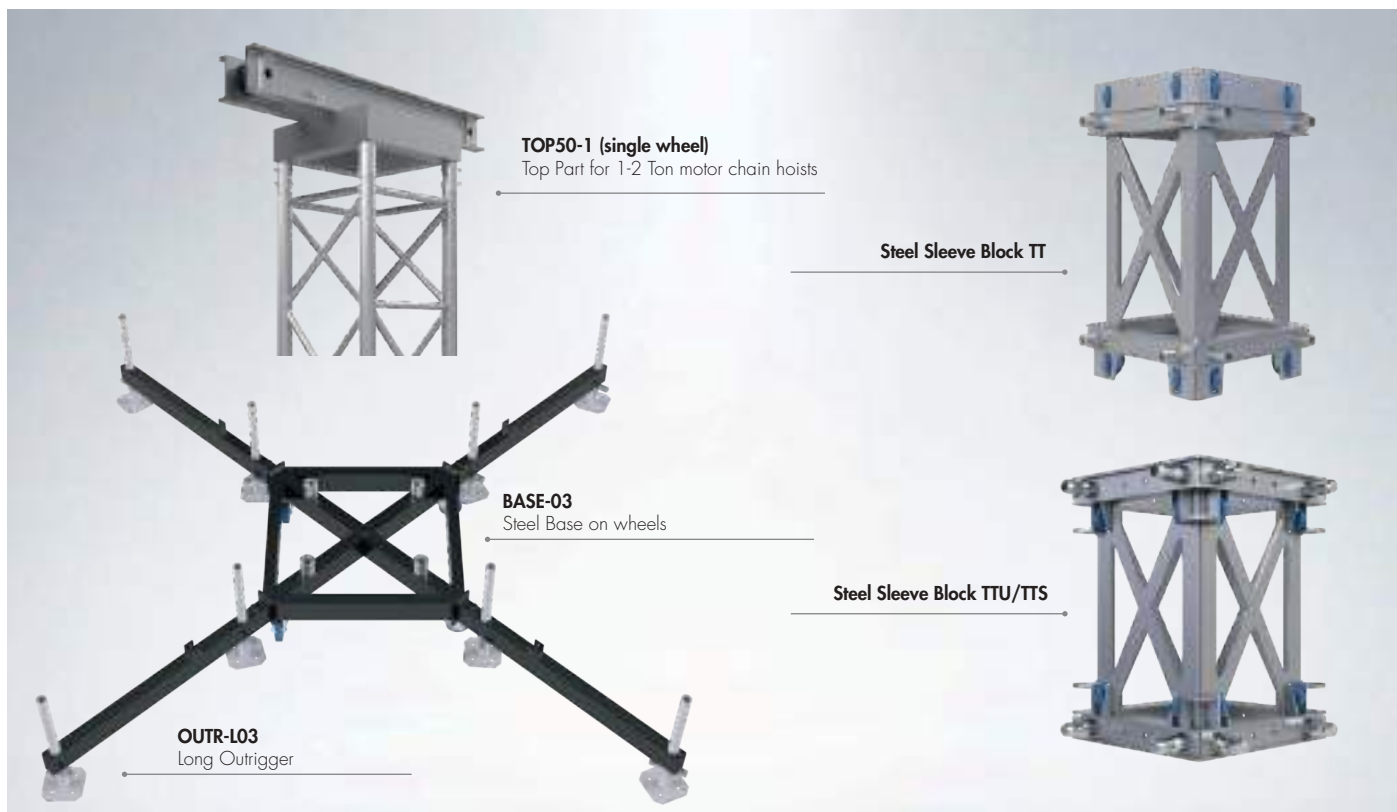 TOP50-1 (single wheel)
Top Part for 1-2 Ton motor chain hoists
Steel Sleeve Block TT
BASE-03
Steel Base on wheels
Steel Sleeve Block TTU/TTS
OUTR-L03
Long Outrigger